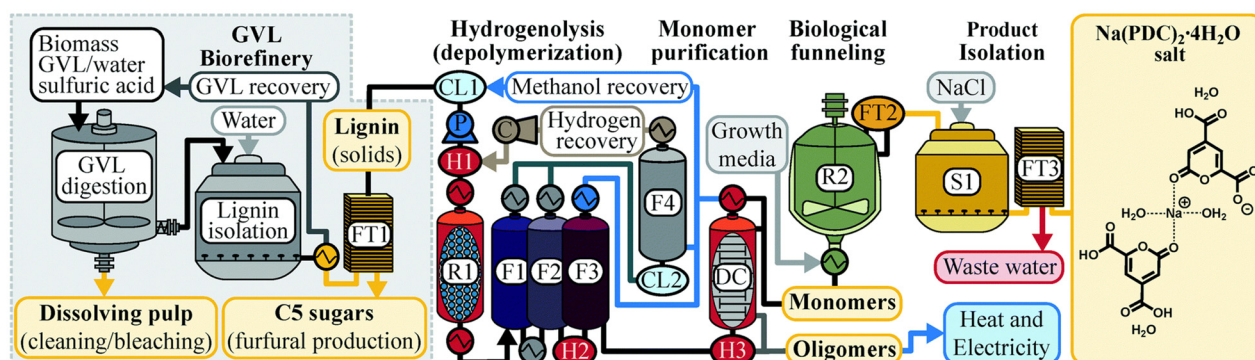 GVL
Biorefinery
Biomass
GVL/water
sulfuric acid
GVL recovery
Water
GVL
digestion
Lignin
isolation
Lignin
(solids)
FT1
Dissolving pulp
(cleaning/bleaching)
C5 sugars
(furfural production)
Hydrogenolysis
(depolymerization)
CL1
Methanol recovery
P
C
Hydrogen
recovery
H1
R1
F1
F2
F3
F4
CL2
H2
Monomer
purification
Growth
media
DC
H3
Monomers
Oligomers
Biological
funneling
R2
FT2
Heat and
Electricity
Product
Isolation
NaCl
S1
FT3
Waste water
Na(PDC)₂·4H₂O
salt
H₂O
OH
O
O
O
O
O
⊖
Na
⊕
H₂O
OH₂
O
O
O
HO
O
O
OH
H₂O